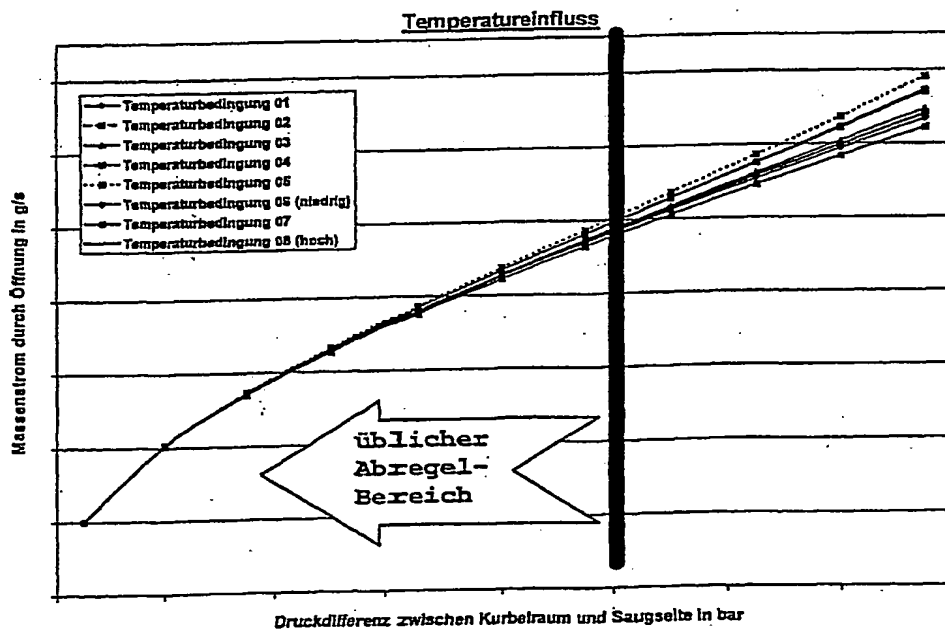 Temperatureinfluss
Temperaturbedingung 01
Temperaturbedingung 02
Temperaturbedingung 03
Temperaturbedingung 04
Temperaturbedingung 05
Temperaturbedingung 06 (niedrig)
Temperaturbedingung 07
Temperaturbedingung 08 (hoch)
Massenstrom durch Öffnung in g/s
üblicher
Abregel-
Bereich
Druckdifferenz zwischen Kurbelraum und Saugseite in bar